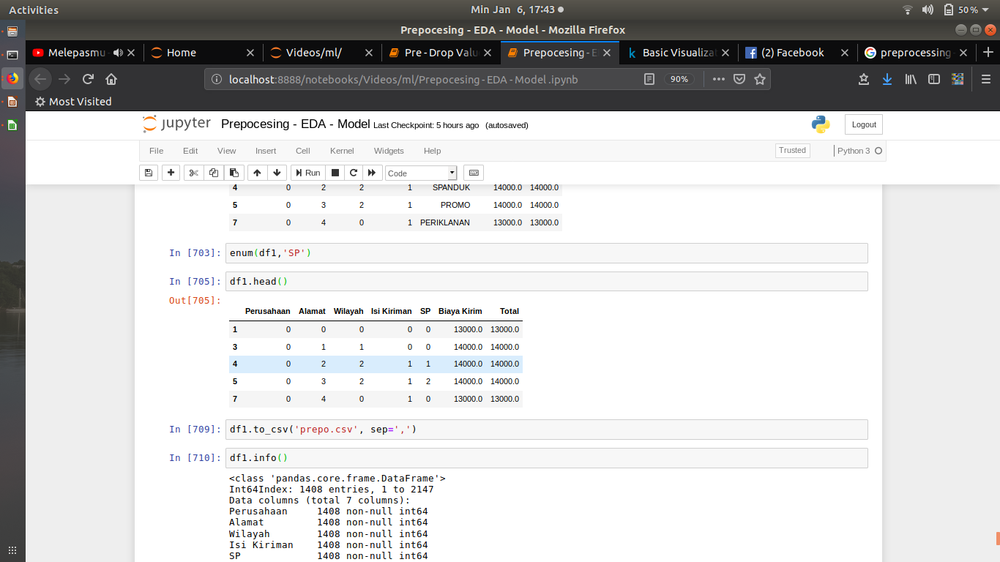 Activities
Min Jan 6, 17:43
50 %
Prepocesing - EDA - Model - Mozilla Firefox
Melepasmu
Home
Videos/ml/
Pre - Drop Valu
Prepocesing - E
Basic Visualiza
(2) Facebook
preprocessing
localhost:8888/notebooks/Videos/ml/Prepocesing - EDA - Model .ipynb
90%
Most Visited
jupyter Prepocesing - EDA - Model Last Checkpoint: 5 hours ago (autosaved)
Logout
File Edit View Insert Cell Kernel Widgets Help
Trusted
Python 3
Run
Code
4 0 2 2 1 SPANDUK 14000.0 14000.0
5 0 3 2 1 PROMO 14000.0 14000.0
7 0 4 0 1 PERIKLANAN 13000.0 13000.0
In [703]: enum(df1,'SP')
In [705]: df1.head()
Out[705]:
Perusahaan Alamat Wilayah Isi Kiriman SP Biaya Kirim Total
1 0 0 0 0 0 13000.0 13000.0
3 0 1 1 0 0 14000.0 14000.0
4 0 2 2 1 1 14000.0 14000.0
5 0 3 2 1 2 14000.0 14000.0
7 0 4 0 1 0 13000.0 13000.0
In [709]: df1.to_csv('prepo.csv', sep=',')
In [710]: df1.info()
<class 'pandas.core.frame.DataFrame'>
Int64Index: 1408 entries, 1 to 2147
Data columns (total 7 columns):
Perusahaan 1408 non-null int64
Alamat 1408 non-null int64
Wilayah 1408 non-null int64
Isi Kiriman 1408 non-null int64
SP 1408 non-null int64